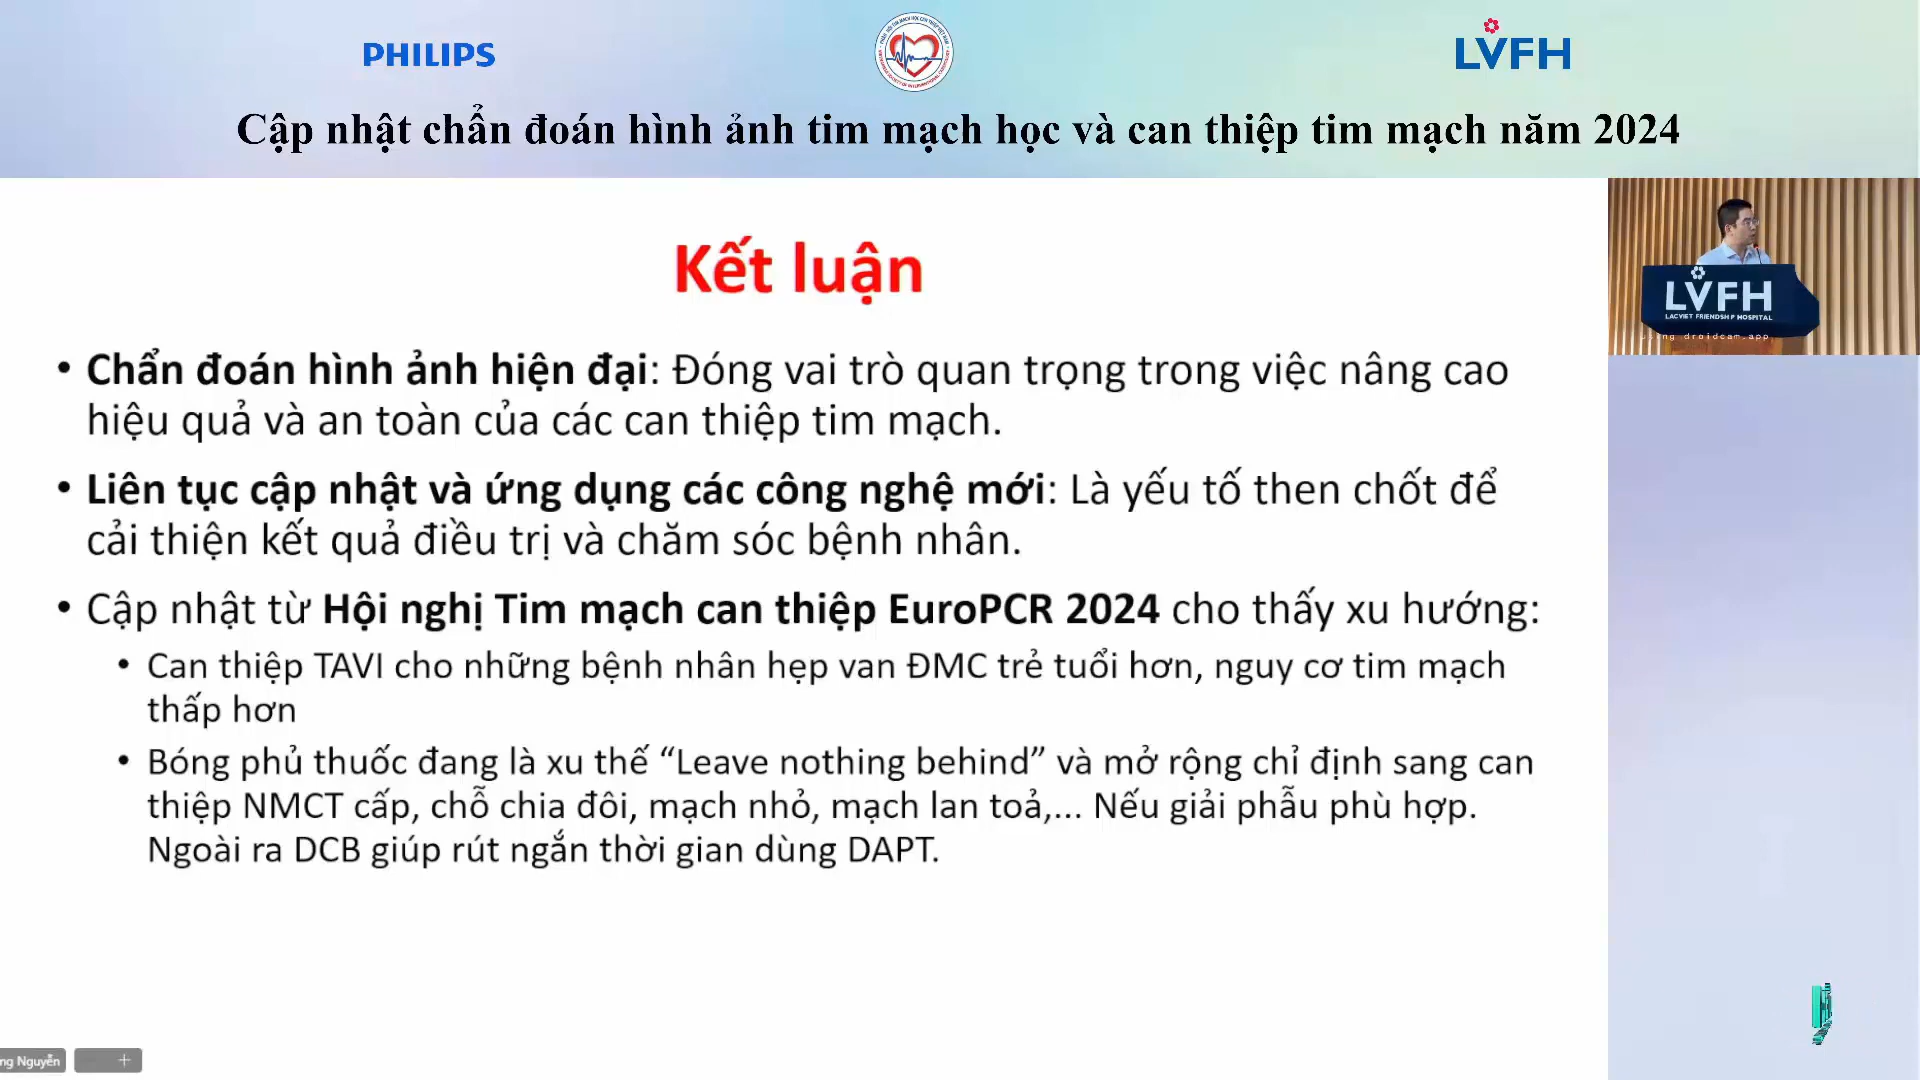 PHILIPS
LVFH
Cập nhật chẩn đoán hình ảnh tim mạch học và can thiệp tim mạch năm 2024
Kết luận
• Chẩn đoán hình ảnh hiện đại: Đóng vai trò quan trọng trong việc nâng cao
hiệu quả và an toàn của các can thiệp tim mạch.
• Liên tục cập nhật và ứng dụng các công nghệ mới: Là yếu tố then chốt để
cải thiện kết quả điều trị và chăm sóc bệnh nhân.
• Cập nhật từ Hội nghị Tim mạch can thiệp EuroPCR 2024 cho thấy xu hướng:
• Can thiệp TAVI cho những bệnh nhân hẹp van ĐMC trẻ tuổi hơn, nguy cơ tim mạch
thấp hơn
• Bóng phủ thuốc đang là xu thế “Leave nothing behind” và mở rộng chỉ định sang can
thiệp NMCT cấp, chỗ chia đôi, mạch nhỏ, mạch lan toả,... Nếu giải phẫu phù hợp.
Ngoài ra DCB giúp rút ngắn thời gian dùng DAPT.
LVFH
LACVIET FRIENDSHIP HOSPITAL
using droidcam.app
ng Nguyễn